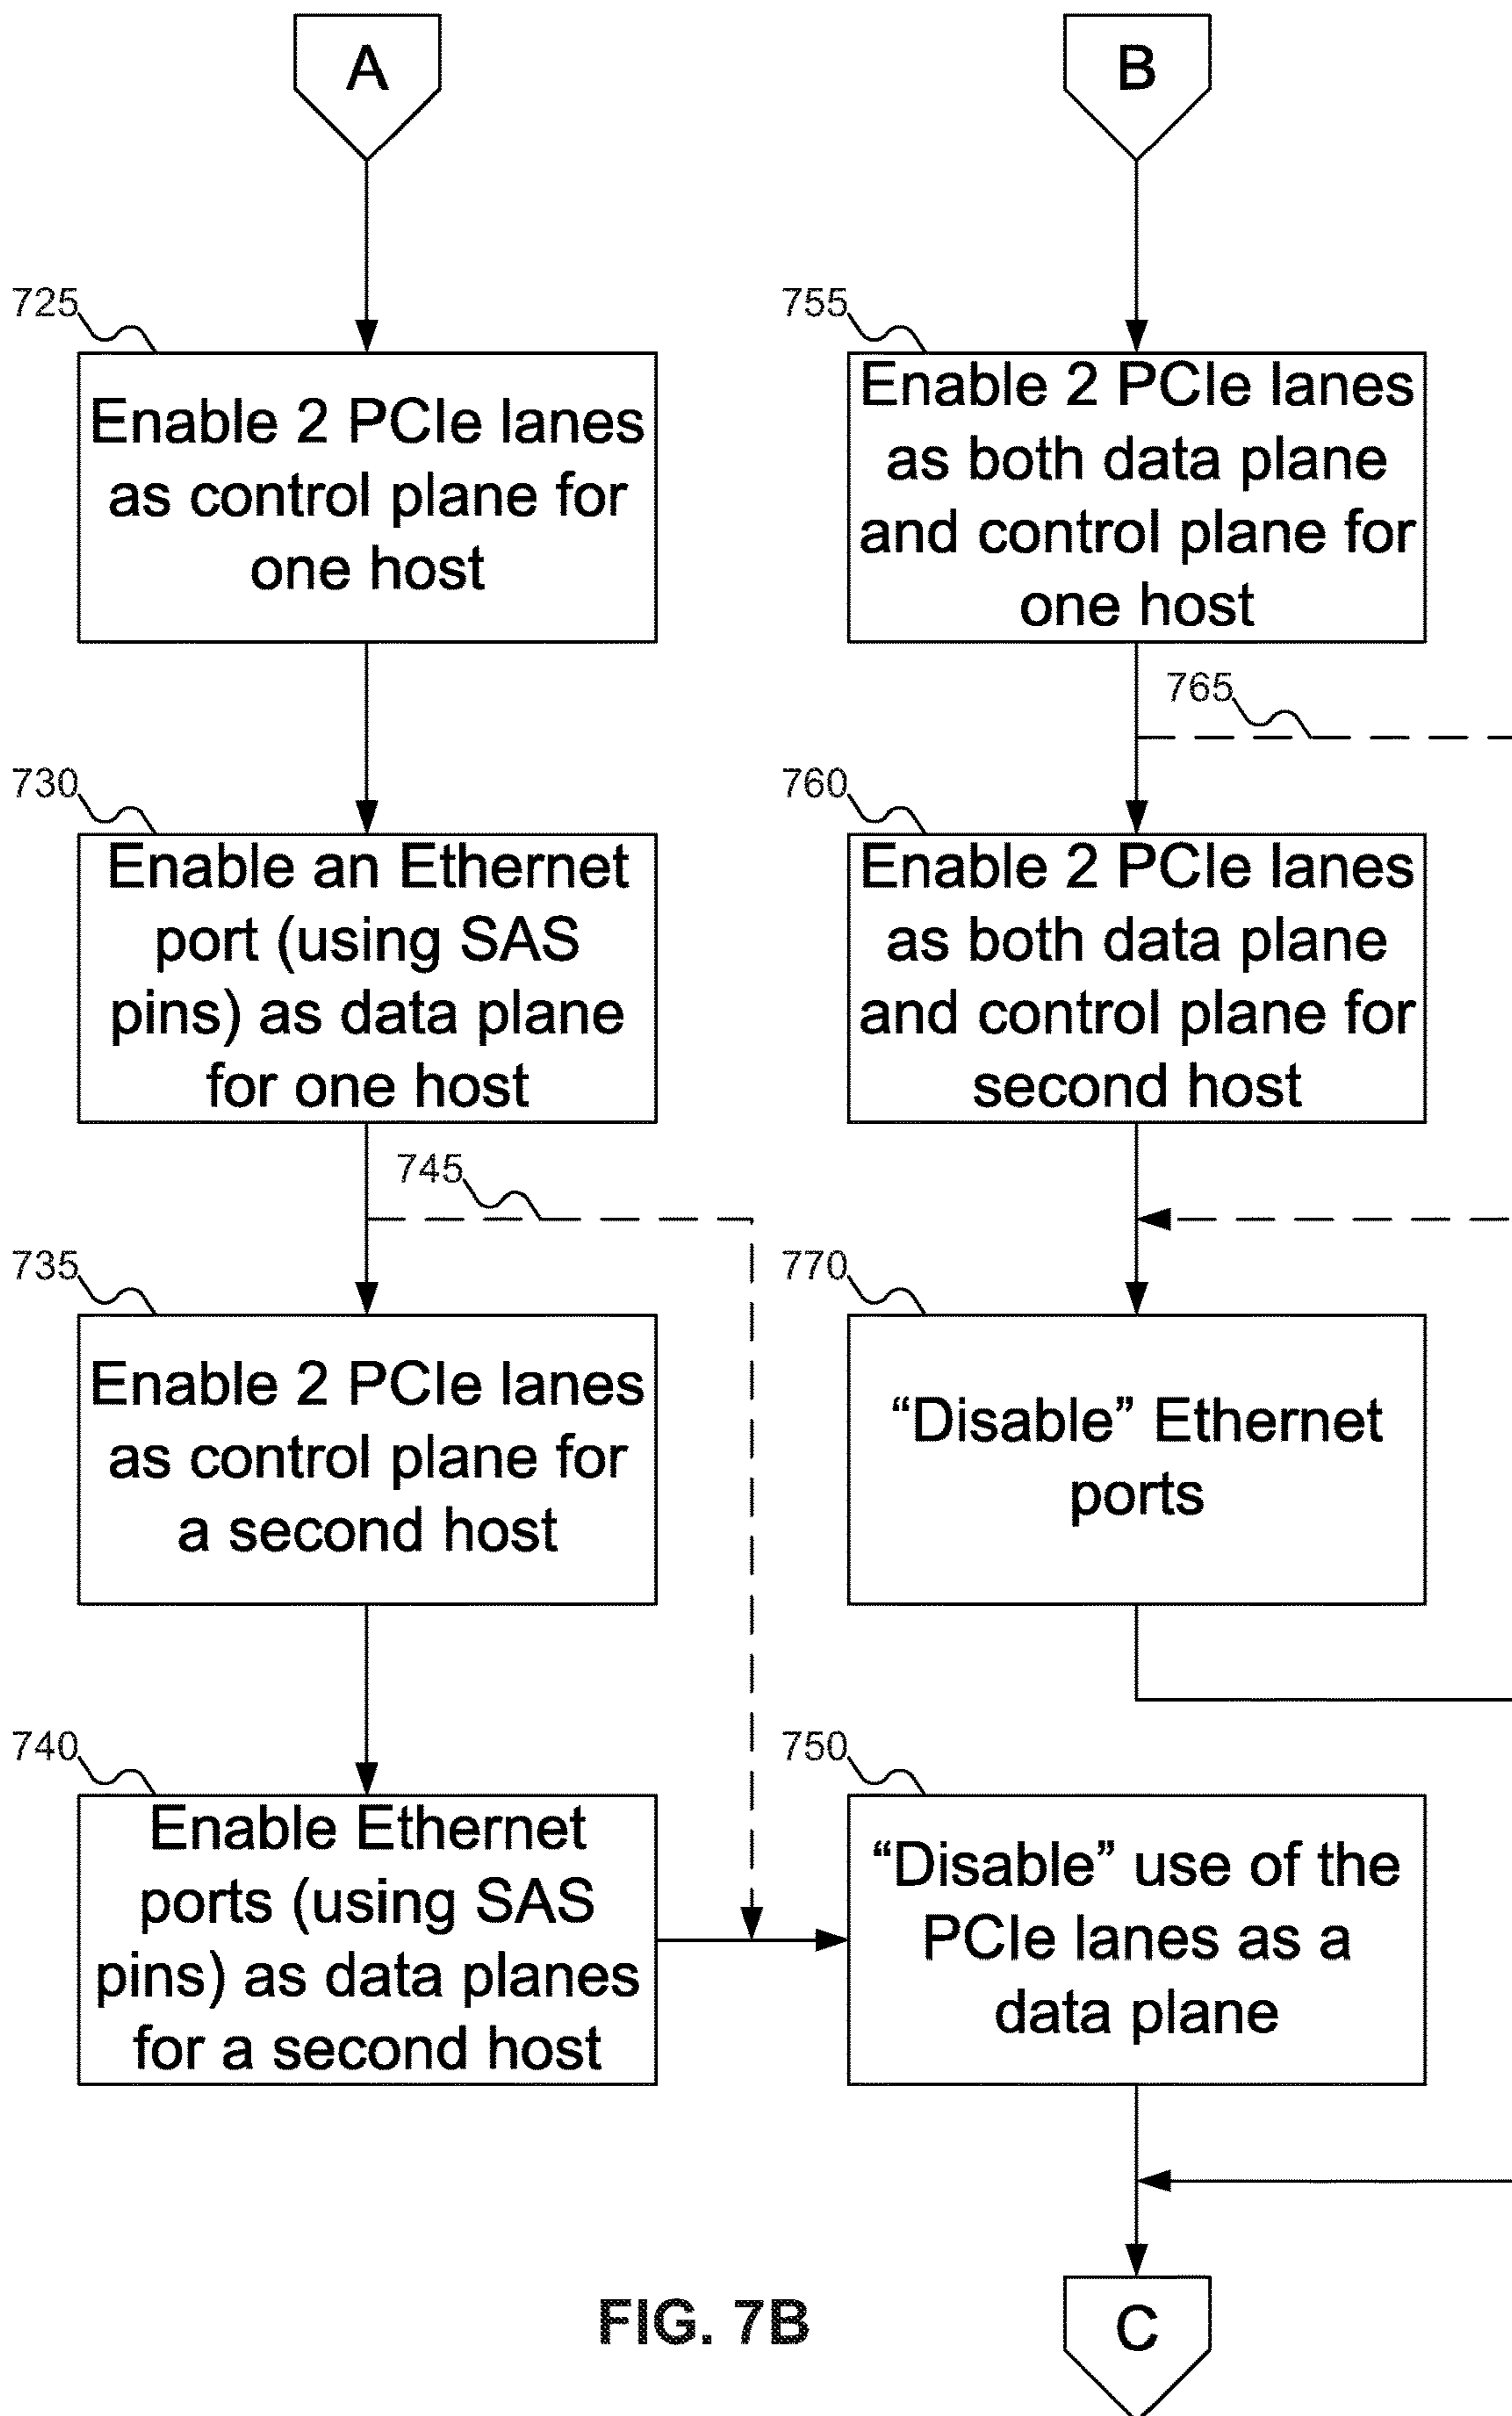 A
725
Enable 2 PCIe lanes
as control plane for
one host
730
Enable an Ethernet
port (using SAS
pins) as data plane
for one host
745
735
Enable 2 PCIe lanes
as control plane for
a second host
740
Enable Ethernet
ports (using SAS
pins) as data planes
for a second host
B
755
Enable 2 PCIe lanes
as both data plane
and control plane for
one host
765
760
Enable 2 PCIe lanes
as both data plane
and control plane for
second host
770
“Disable” Ethernet
ports
750
“Disable” use of the
PCIe lanes as a
data plane
C
FIG. 7B